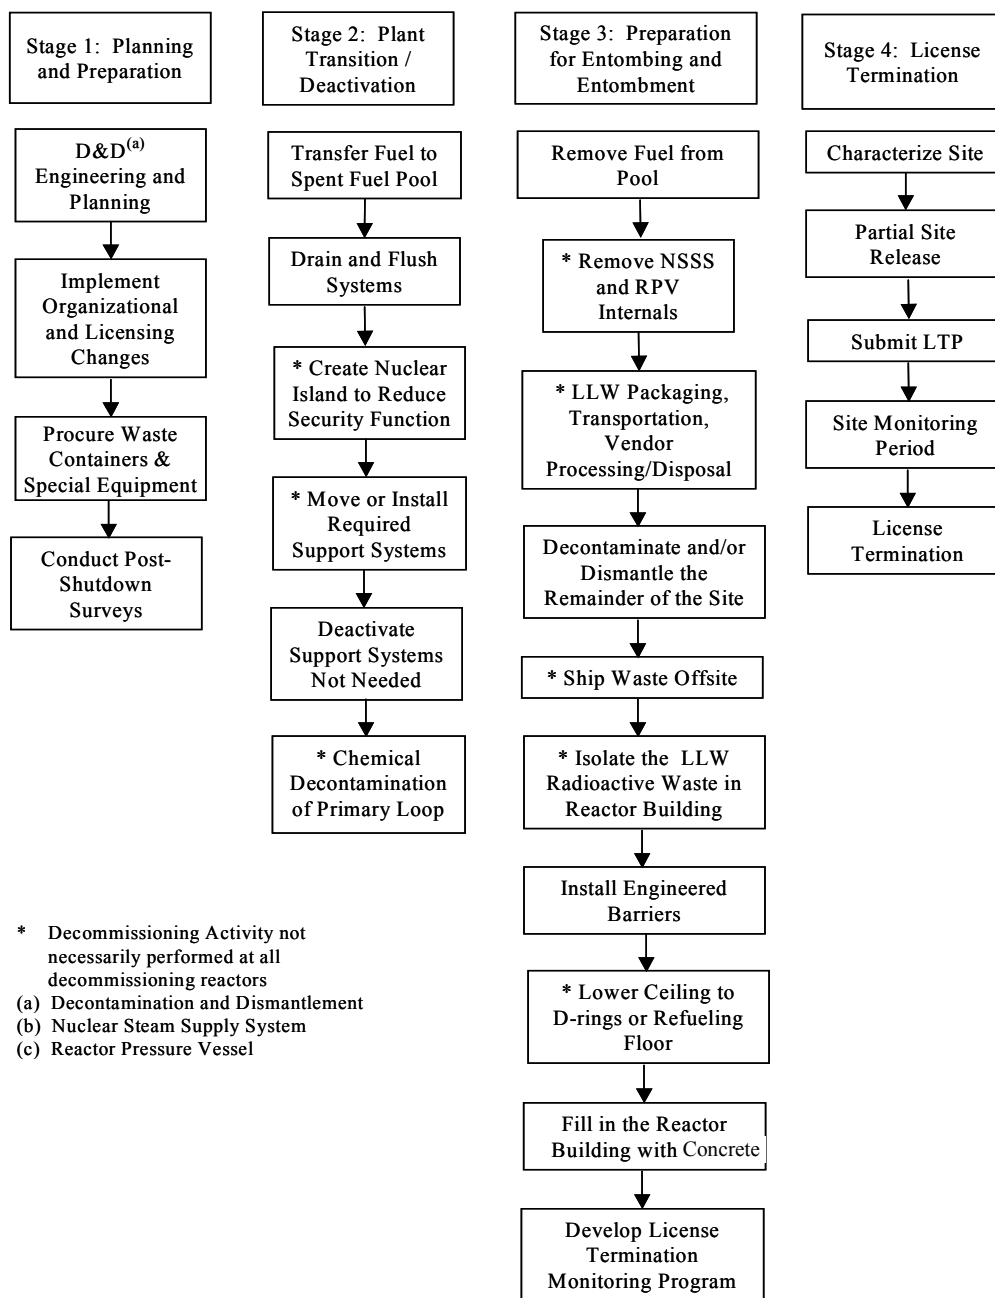 Stage 1: Planning
and Preparation
D&D(a)
Engineering and
Planning
Implement
Organizational
and Licensing
Changes
Procure Waste
Containers &
Special Equipment
Conduct Post-
Shutdown
Surveys
Stage 2: Plant
Transition /
Deactivation
Transfer Fuel to
Spent Fuel Pool
Drain and Flush
Systems
* Create Nuclear
Island to Reduce
Security Function
* Move or Install
Required
Support Systems
Deactivate
Support Systems
Not Needed
* Chemical
Decontamination
of Primary Loop
Stage 3: Preparation
for Entombing and
Entombment
Remove Fuel from
Pool
* Remove NSSS
and RPV
Internals
* LLW Packaging,
Transportation,
Vendor
Processing/Disposal
Decontaminate and/or
Dismantle the
Remainder of the Site
* Ship Waste Offsite
* Isolate the LLW
Radioactive Waste in
Reactor Building
Install Engineered
Barriers
* Lower Ceiling to
D-rings or Refueling
Floor
Fill in the Reactor
Building with Concrete
Develop License
Termination
Monitoring Program
Stage 4: License
Termination
Characterize Site
Partial Site
Release
Submit LTP
Site Monitoring
Period
License
Termination
* Decommissioning Activity not
necessarily performed at all
decommissioning reactors
(a) Decontamination and Dismantlement
(b) Nuclear Steam Supply System
(c) Reactor Pressure Vessel